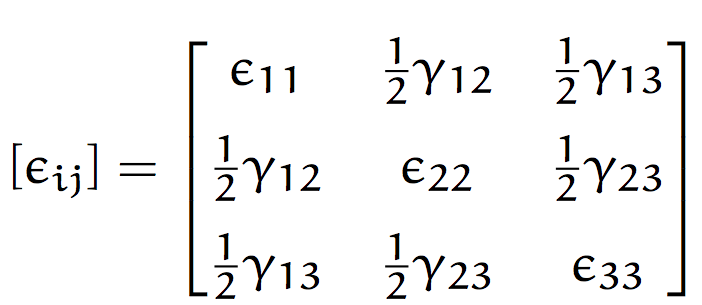 [ϵij] = [ ϵ11 ½γ12 ½γ13
½γ12 ϵ22 ½γ23
½γ13 ½γ23 ϵ33 ]